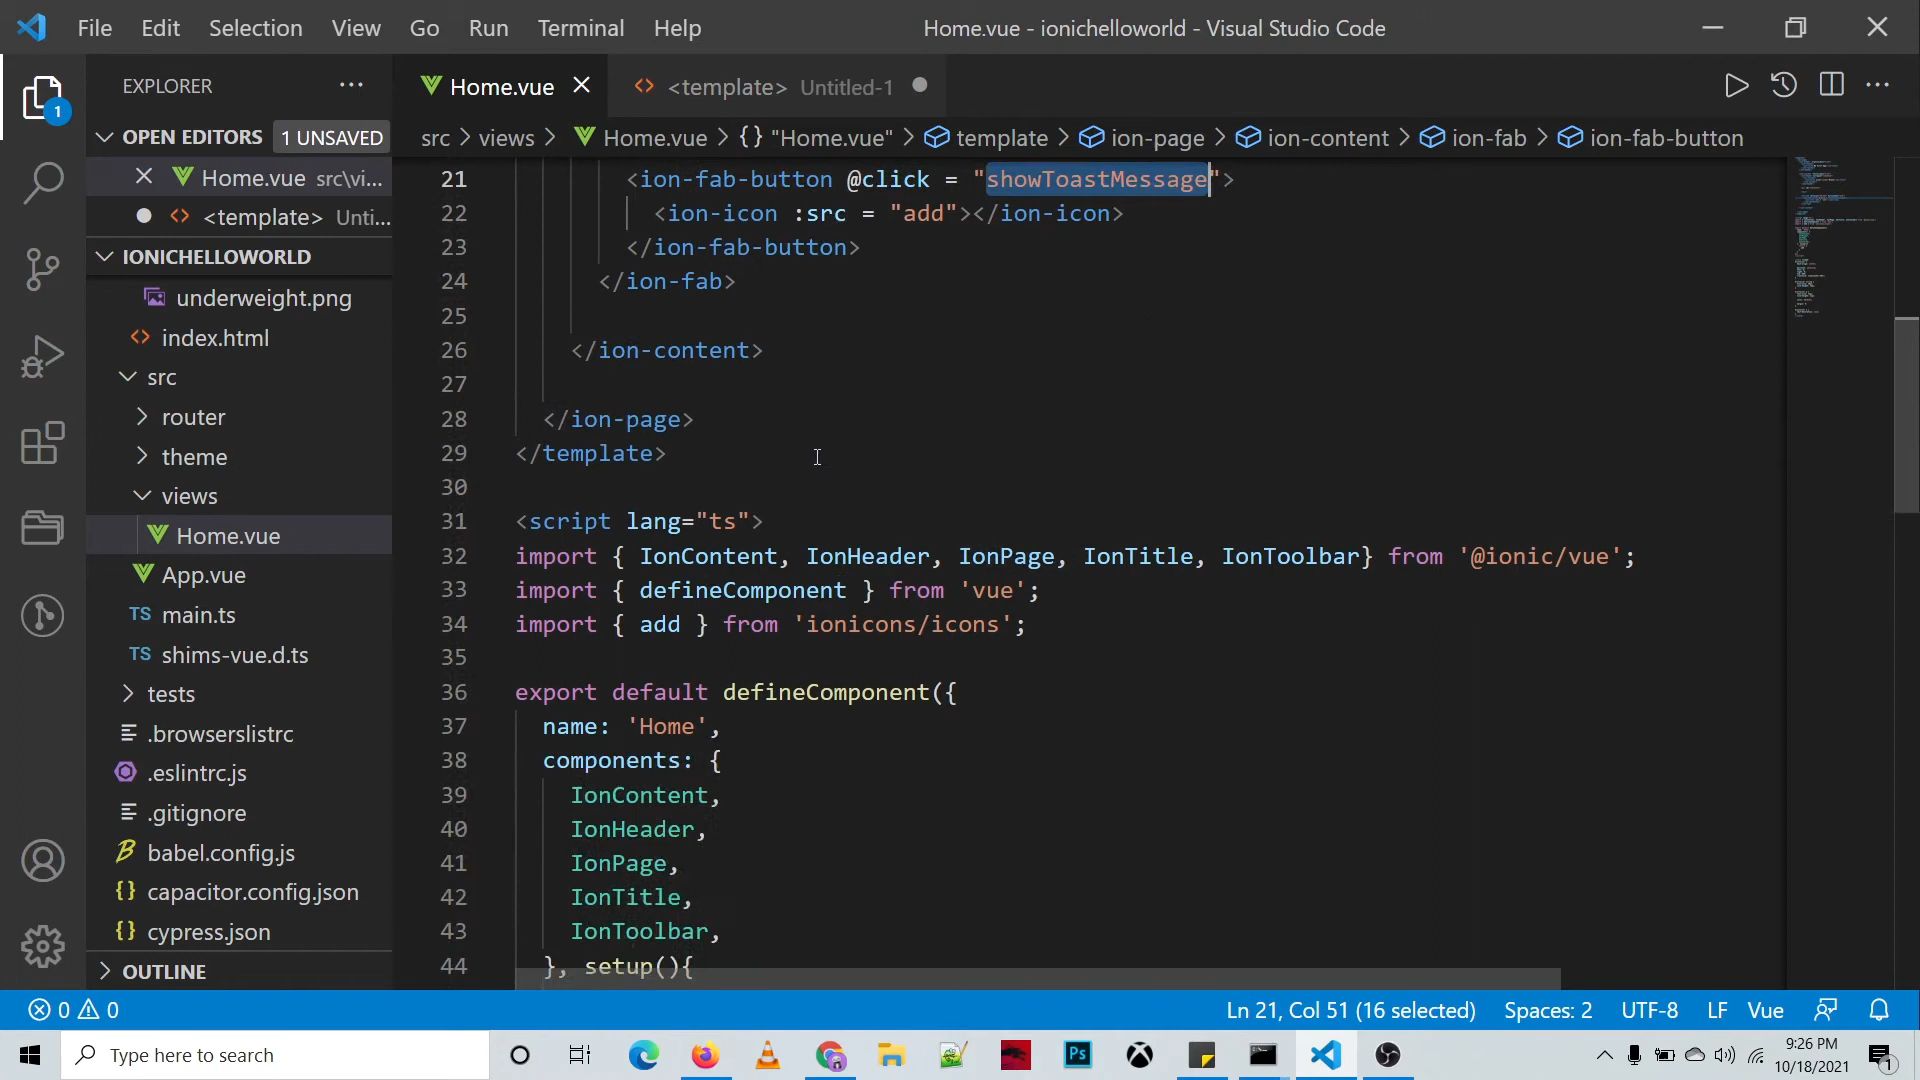 File Edit Selection View Go Run Terminal Help
Home.vue - ionichelloworld - Visual Studio Code
EXPLORER
Home.vue
<template> Untitled-1
OPEN EDITORS 1 UNSAVED
Home.vue src\vi...
<template> Unti...
IONICHELLOWORLD
underweight.png
index.html
src
router
theme
views
Home.vue
App.vue
main.ts
shims-vue.d.ts
tests
.browserslistrc
.eslintrc.js
.gitignore
babel.config.js
capacitor.config.json
cypress.json
OUTLINE
src > views > Home.vue > {} "Home.vue" > template > ion-page > ion-content > ion-fab > ion-fab-button
21 <ion-fab-button @click = "showToastMessage">
22 <ion-icon :src = "add"></ion-icon>
23 </ion-fab-button>
24 </ion-fab>
25
26 </ion-content>
27
28 </ion-page>
29 </template>
30
31 <script lang="ts">
32 import { IonContent, IonHeader, IonPage, IonTitle, IonToolbar} from '@ionic/vue';
33 import { defineComponent } from 'vue';
34 import { add } from 'ionicons/icons';
35
36 export default defineComponent({
37 name: 'Home',
38 components: {
39 IonContent,
40 IonHeader,
41 IonPage,
42 IonTitle,
43 IonToolbar,
44 }, setup(){
0 0
Ln 21, Col 51 (16 selected) Spaces: 2 UTF-8 LF Vue
Type here to search
9:26 PM
10/18/2021